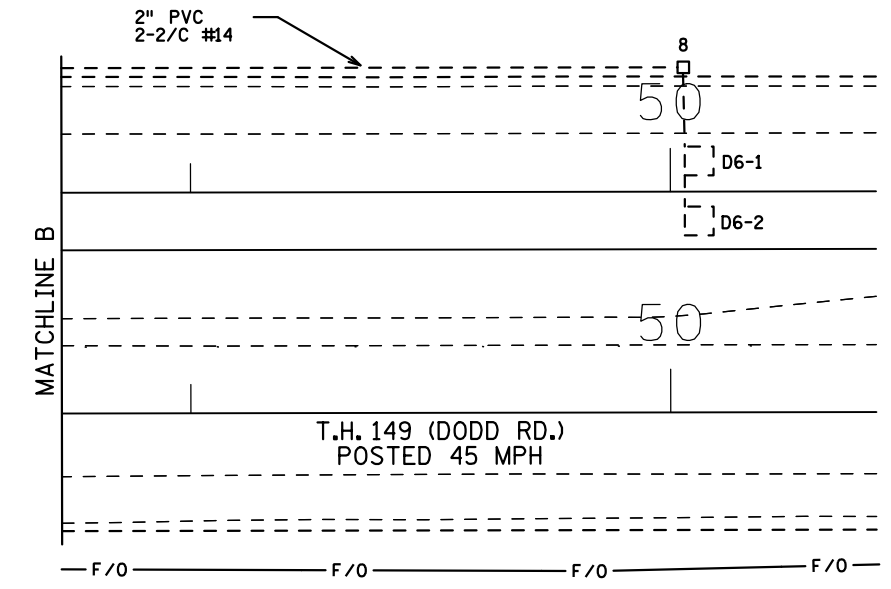 2" PVC
2-2/C #14
8
50
D6-1
D6-2
MATCHLINE B
50
T.H. 149 (DODD RD.)
POSTED 45 MPH
F/O F/O F/O F/O